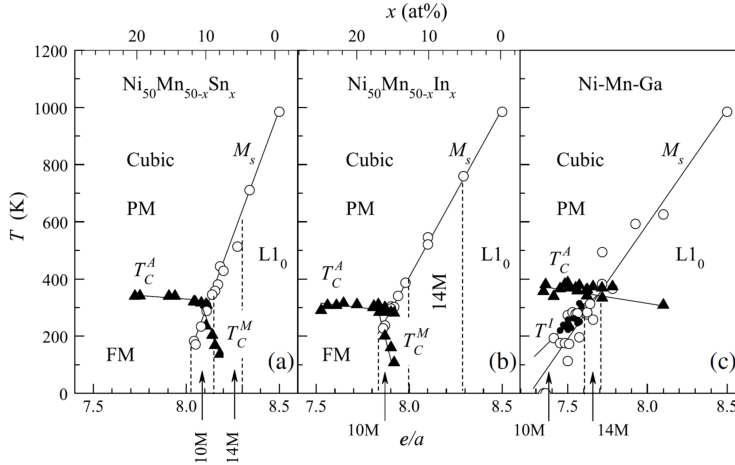 x (at%)
20 10 0 20 10 0
1200
1000
800
600
400
200
0
T (K)
Ni50Mn50-xSnx
Cubic
PM
Ms
L10
TCA
TCM
FM
(a)
7.5 8.0 8.5
10M
14M
Ni50Mn50-xInx
Cubic
PM
Ms
L10
14M
TCA
TCM
FM
(b)
7.5 8.0 8.5
10M
e/a
Ni-Mn-Ga
Cubic
PM
Ms
L10
TCA
TI
(c)
7.5 8.0 8.5
10M
14M